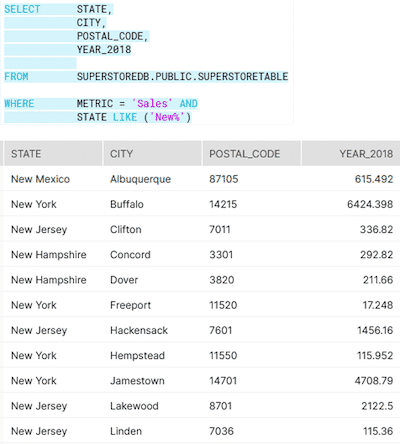 SELECT STATE,
CITY,
POSTAL_CODE,
YEAR_2018
FROM SUPERSTOREDB.PUBLIC.SUPERSTORETABLE
WHERE METRIC = 'Sales' AND
STATE LIKE ('New%')
STATE CITY POSTAL_CODE YEAR_2018
New Mexico Albuquerque 87105 615.492
New York Buffalo 14215 6424.398
New Jersey Clifton 7011 336.82
New Hampshire Concord 3301 292.82
New Hampshire Dover 3820 211.66
New York Freeport 11520 17.248
New Jersey Hackensack 7601 1456.16
New York Hempstead 11550 115.952
New York Jamestown 14701 4708.79
New Jersey Lakewood 8701 2122.5
New Jersey Linden 7036 115.36